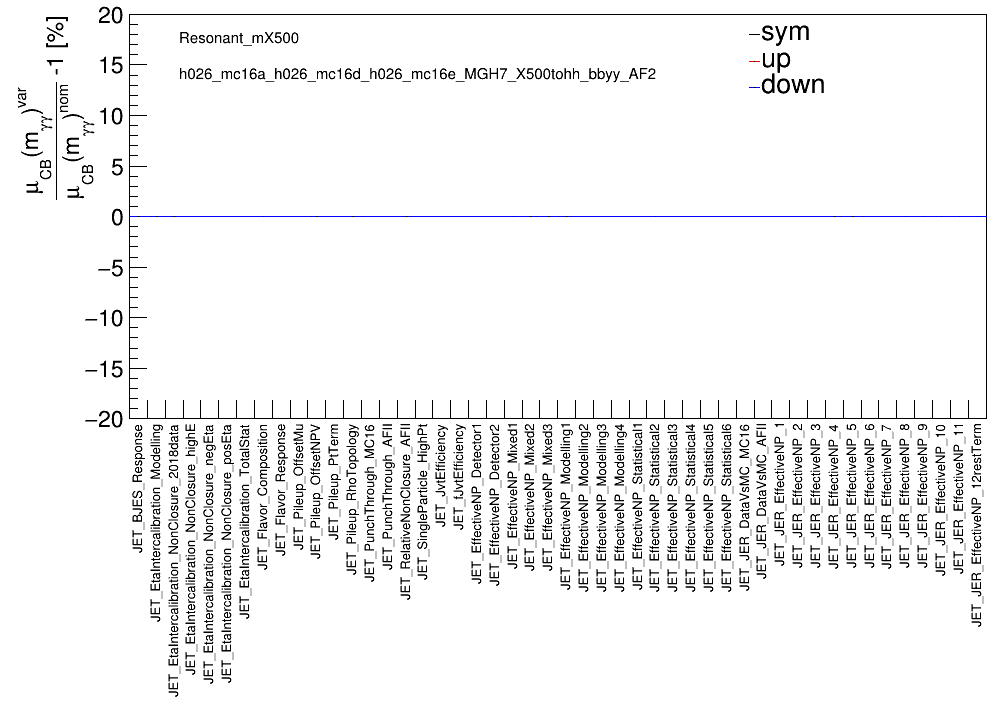 μCB(mγγ)var
μCB(mγγ)nom -1 [%]
20
15
10
5
0
−5
−10
−15
−20
Resonant_mX500
h026_mc16a_h026_mc16d_h026_mc16e_MGH7_X500tohh_bbyy_AF2
sym
up
down
JET_BJES_Response
JET_EtaIntercalibration_Modelling
JET_EtaIntercalibration_NonClosure_2018data
JET_EtaIntercalibration_NonClosure_highE
JET_EtaIntercalibration_NonClosure_negEta
JET_EtaIntercalibration_NonClosure_posEta
JET_EtaIntercalibration_TotalStat
JET_Flavor_Composition
JET_Flavor_Response
JET_Pileup_OffsetMu
JET_Pileup_OffsetNPV
JET_Pileup_PtTerm
JET_Pileup_RhoTopology
JET_PunchThrough_MC16
JET_PunchThrough_AFII
JET_RelativeNonClosure_AFII
JET_SingleParticle_HighPt
JET_JvtEfficiency
JET_fJvtEfficiency
JET_EffectiveNP_Detector1
JET_EffectiveNP_Detector2
JET_EffectiveNP_Mixed1
JET_EffectiveNP_Mixed2
JET_EffectiveNP_Mixed3
JET_EffectiveNP_Modelling1
JET_EffectiveNP_Modelling2
JET_EffectiveNP_Modelling3
JET_EffectiveNP_Modelling4
JET_EffectiveNP_Statistical1
JET_EffectiveNP_Statistical2
JET_EffectiveNP_Statistical3
JET_EffectiveNP_Statistical4
JET_EffectiveNP_Statistical5
JET_EffectiveNP_Statistical6
JET_JER_DataVsMC_MC16
JET_JER_DataVsMC_AFII
JET_JER_EffectiveNP_1
JET_JER_EffectiveNP_2
JET_JER_EffectiveNP_3
JET_JER_EffectiveNP_4
JET_JER_EffectiveNP_5
JET_JER_EffectiveNP_6
JET_JER_EffectiveNP_7
JET_JER_EffectiveNP_8
JET_JER_EffectiveNP_9
JET_JER_EffectiveNP_10
JET_JER_EffectiveNP_11
JET_JER_EffectiveNP_12restTerm